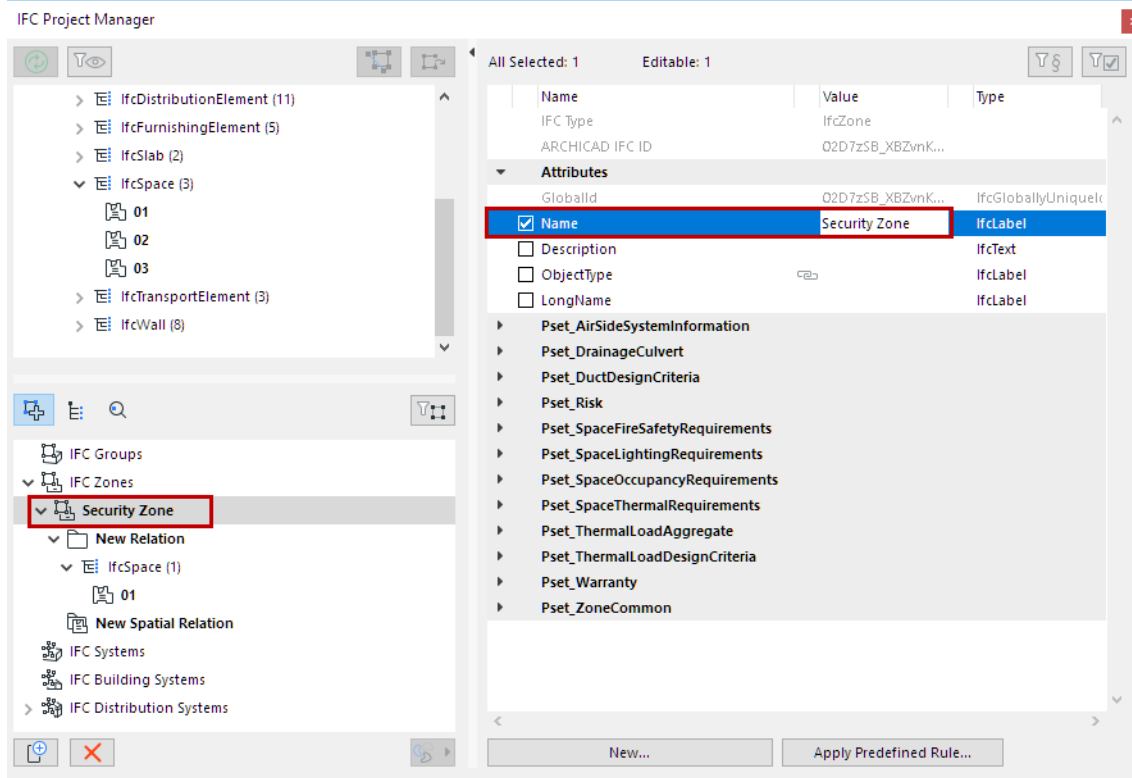 IFC Project Manager
All Selected: 1 Editable: 1
IfcDistributionElement (11)
IfcFurnishingElement (5)
IfcSlab (2)
IfcSpace (3)
01
02
03
IfcTransportElement (3)
IfcWall (8)
IFC Groups
IFC Zones
Security Zone
New Relation
IfcSpace (1)
01
New Spatial Relation
IFC Systems
IFC Building Systems
IFC Distribution Systems
Name Value Type
IFC Type IfcZone
ARCHICAD IFC ID 02D7zSB_XBZvnK...
Attributes
GlobalId 02D7zSB_XBZvnK... IfcGloballyUniqueI
Name Security Zone IfcLabel
Description IfcText
ObjectType IfcLabel
LongName IfcLabel
Pset_AirSideSystemInformation
Pset_DrainageCulvert
Pset_DuctDesignCriteria
Pset_Risk
Pset_SpaceFireSafetyRequirements
Pset_SpaceLightingRequirements
Pset_SpaceOccupancyRequirements
Pset_SpaceThermalRequirements
Pset_ThermalLoadAggregate
Pset_ThermalLoadDesignCriteria
Pset_Warranty
Pset_ZoneCommon
New... Apply Predefined Rule...